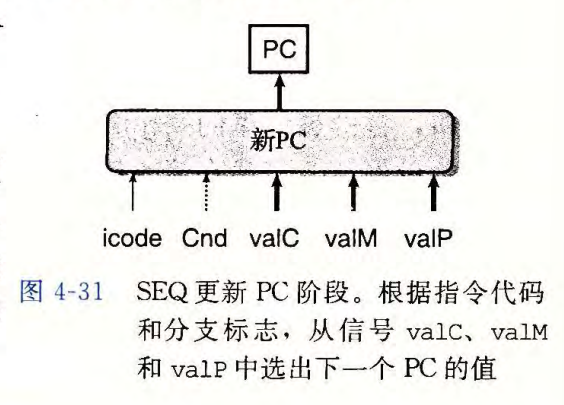 PC
新PC
icode Cnd valC valM valP
图 4-31 SEQ 更新 PC 阶段。根据指令代码
和分支标志，从信号 valC、valM
和 valP 中选出下一个 PC 的值